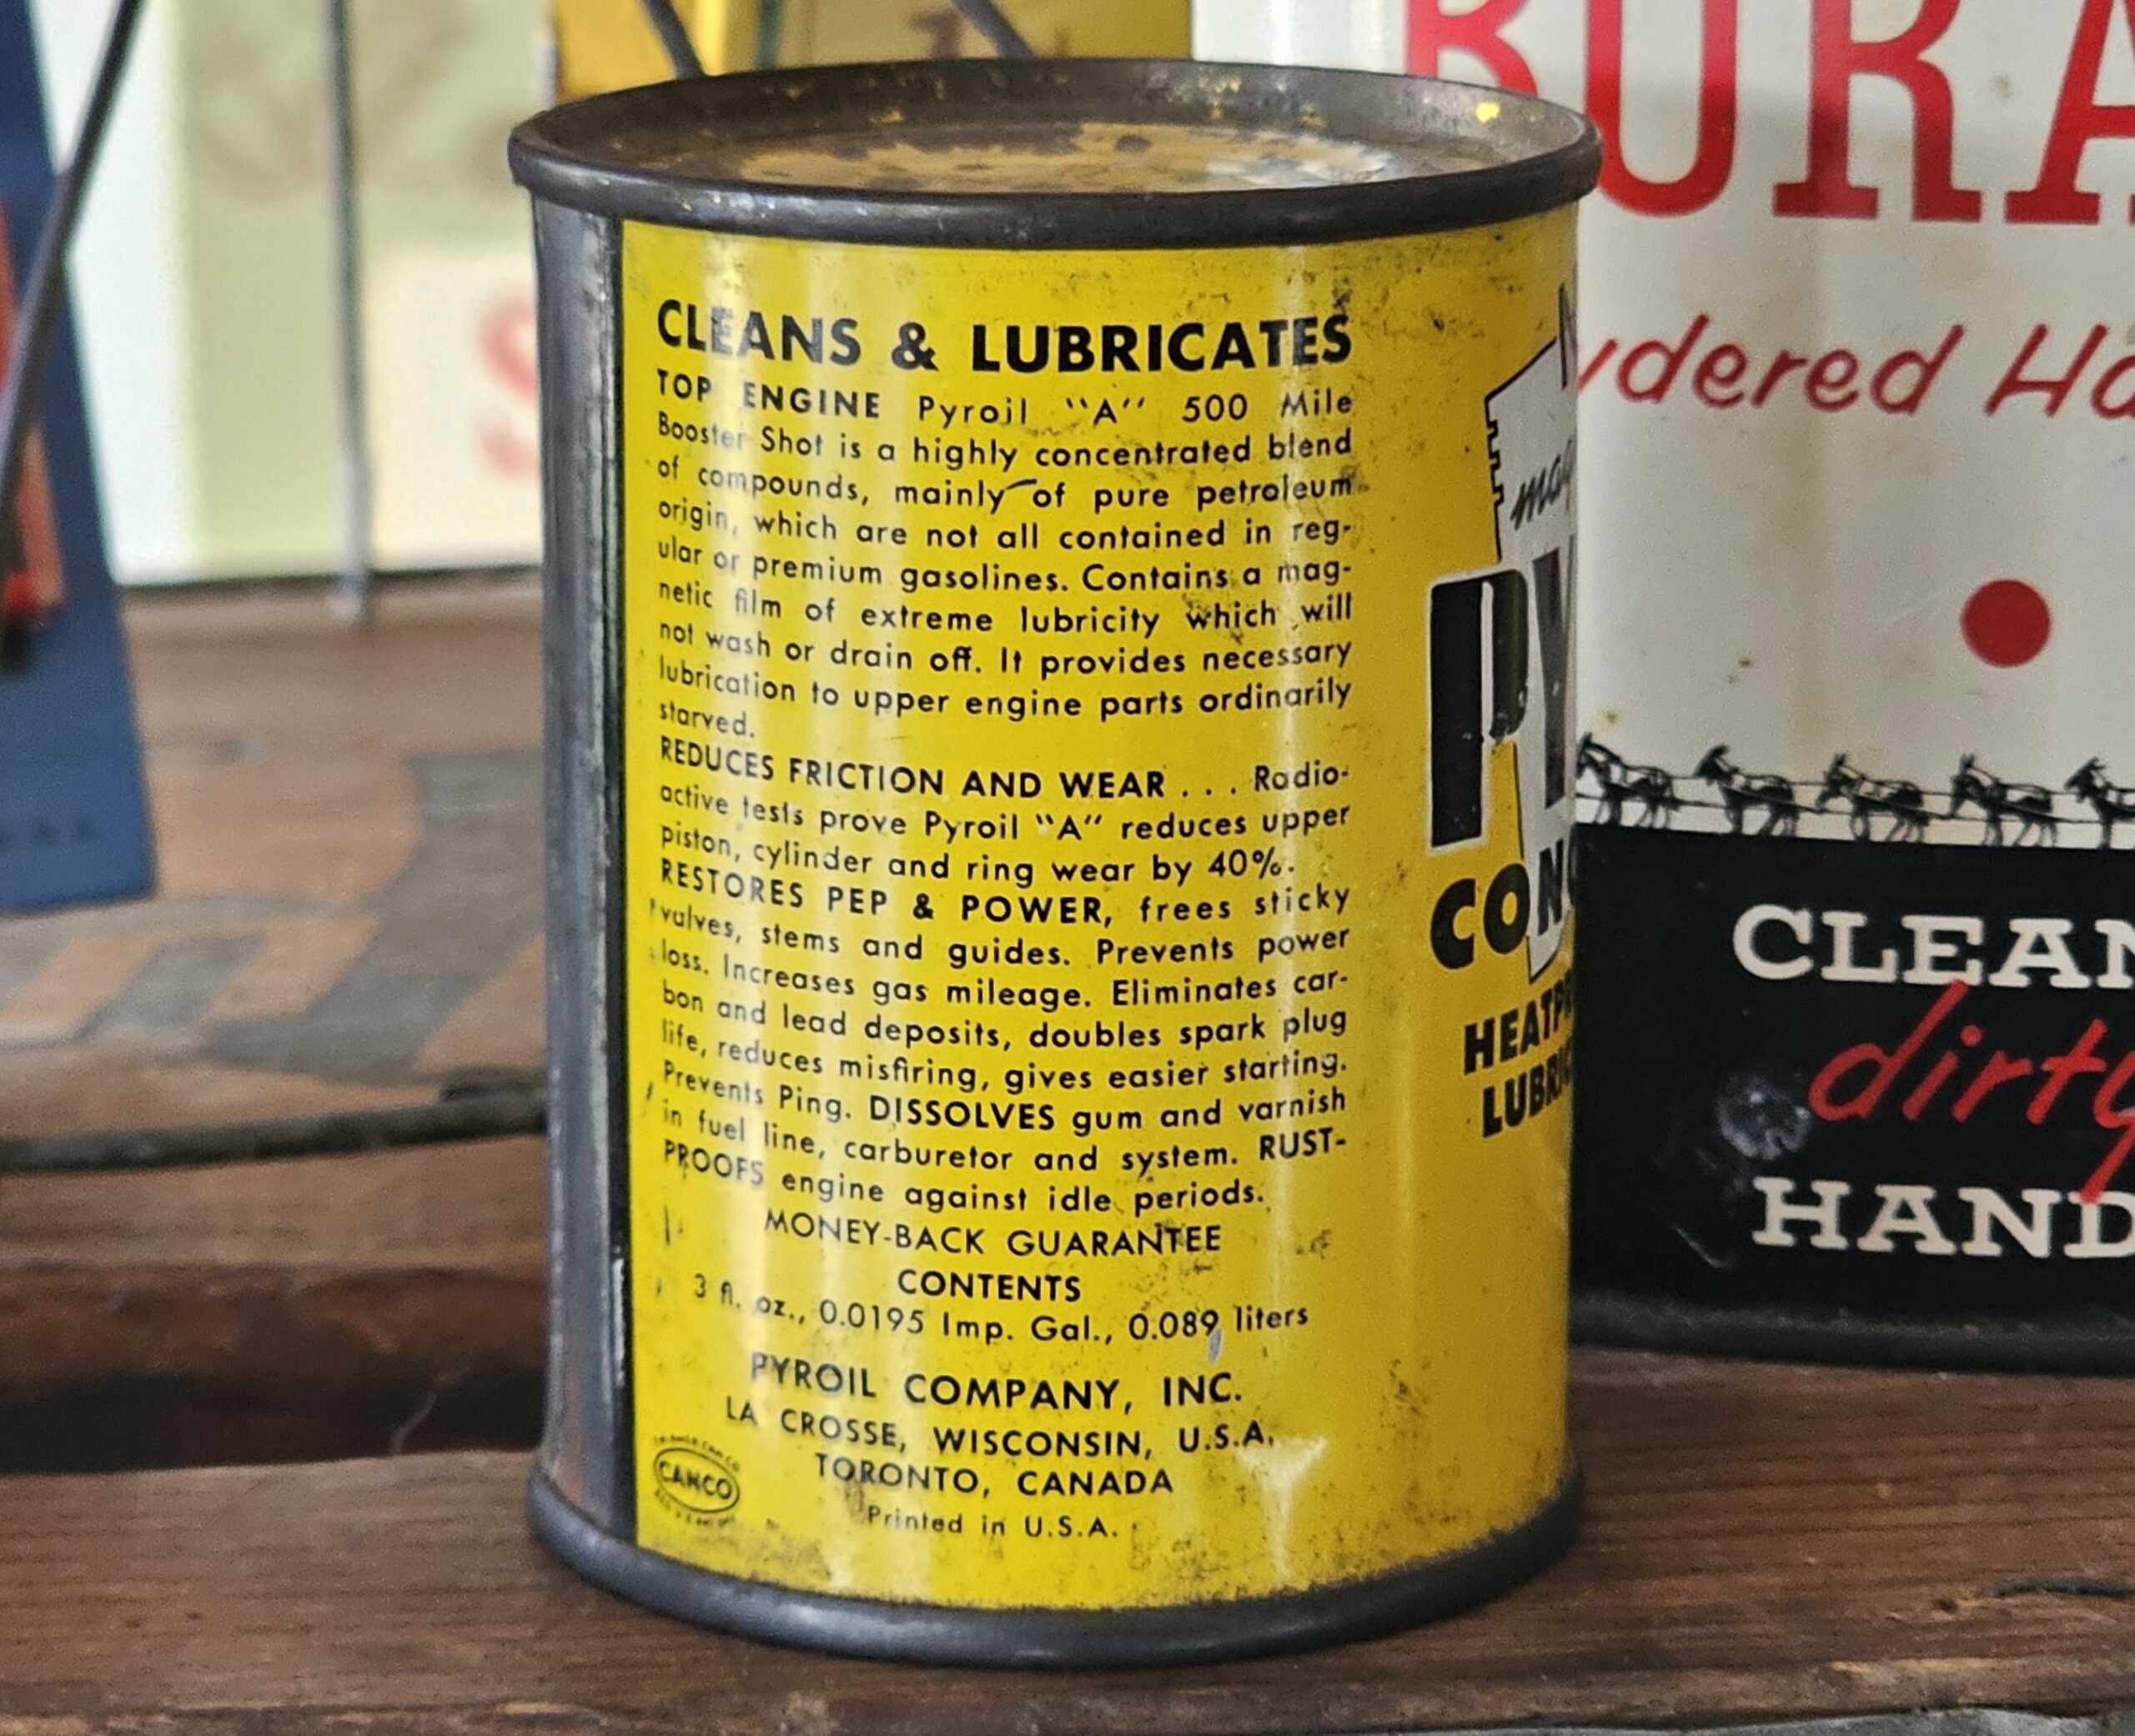 CLEANS & LUBRICATES
TOP ENGINE Pyroil "A" 500 Mile
Booster Shot is a highly concentrated blend
of compounds, mainly of pure petroleum
origin, which are not all contained in reg-
ular or premium gasolines. Contains a mag-
netic film of extreme lubricity which will
not wash or drain off. It provides necessary
lubrication to upper engine parts ordinarily
starved.
REDUCES FRICTION AND WEAR . . . Radio-
active tests prove Pyroil "A" reduces upper
piston, cylinder and ring wear by 40%.
RESTORES PEP & POWER, frees sticky
valves, stems and guides. Prevents power
loss. Increases gas mileage. Eliminates car-
bon and lead deposits, doubles spark plug
life, reduces misfiring, gives easier starting.
Prevents Ping. DISSOLVES gum and varnish
in fuel line, carburetor and system. RUST-
PROOFS engine against idle periods.
MONEY-BACK GUARANTEE
CONTENTS
3 fl. oz., 0.0195 Imp. Gal., 0.089 liters
PYROIL COMPANY, INC.
LA CROSSE, WISCONSIN, U.S.A.
TORONTO, CANADA
Printed in U.S.A.
CANCO
PY
CON
HEATP
LUBRI
BORA
dered Ha
CLEAN
dirty
HAND